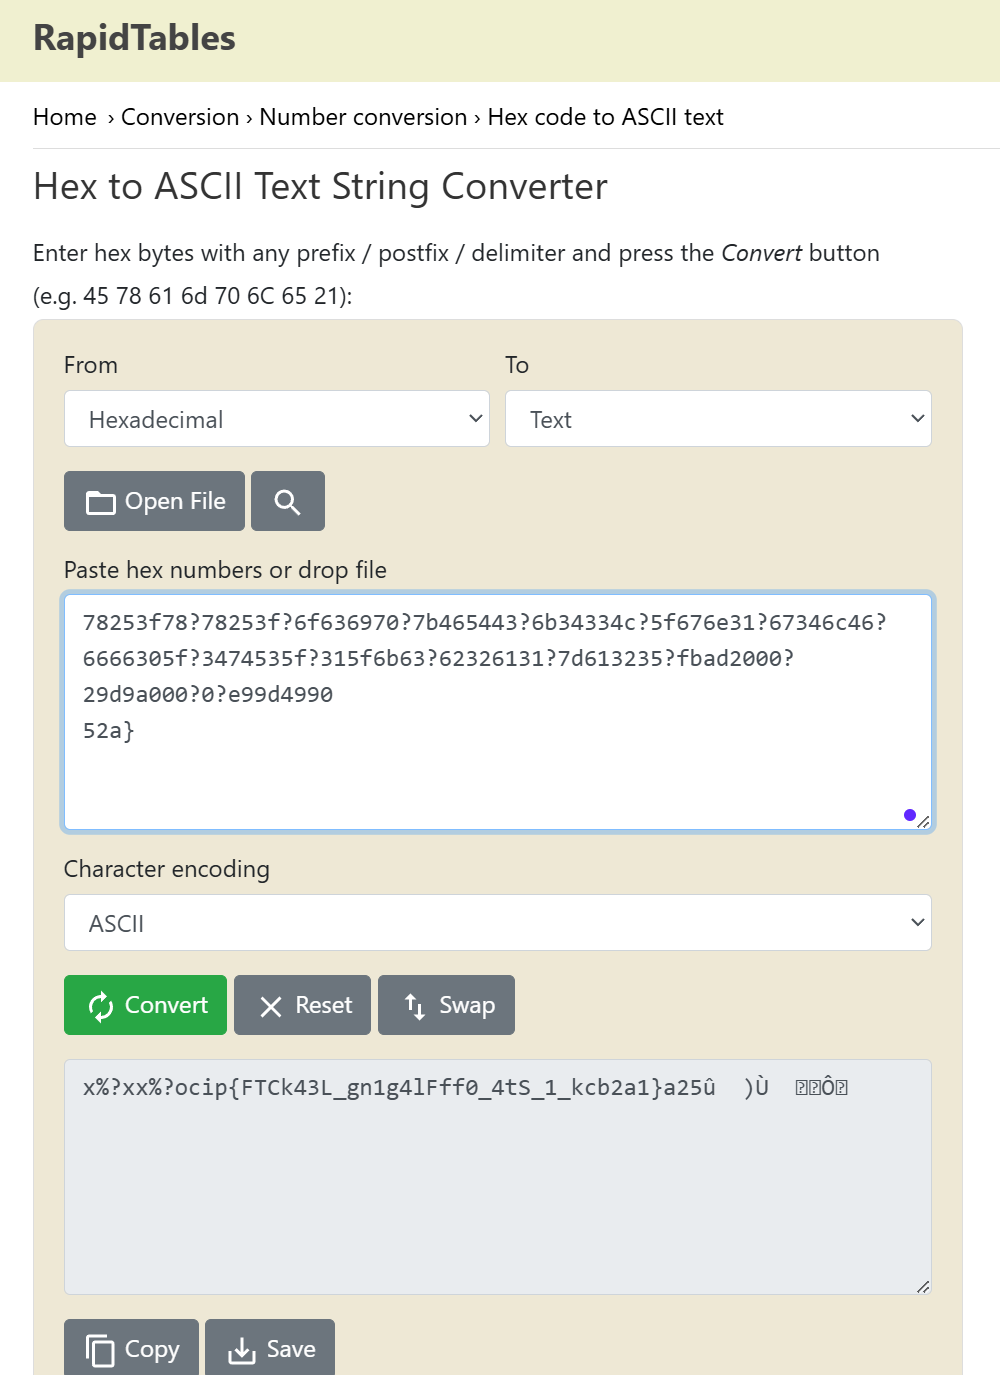 RapidTables
Home › Conversion › Number conversion › Hex code to ASCII text
Hex to ASCII Text String Converter
Enter hex bytes with any prefix / postfix / delimiter and press the Convert button
(e.g. 45 78 61 6d 70 6C 65 21):
From
To
Hexadecimal
Text
Open File
Paste hex numbers or drop file
78253f78?78253f?6f636970?7b465443?6b34334c?5f676e31?67346c46?
6666305f?3474535f?315f6b63?62326131?7d613235?fbad2000?
29d9a000?0?e99d4990
52a}
Character encoding
ASCII
Convert
Reset
Swap
x%?xx%?ocip{FTCk43L_gn1g4lFff0_4tS_1_kcb2a1}a25û )Ù Ô
Copy
Save